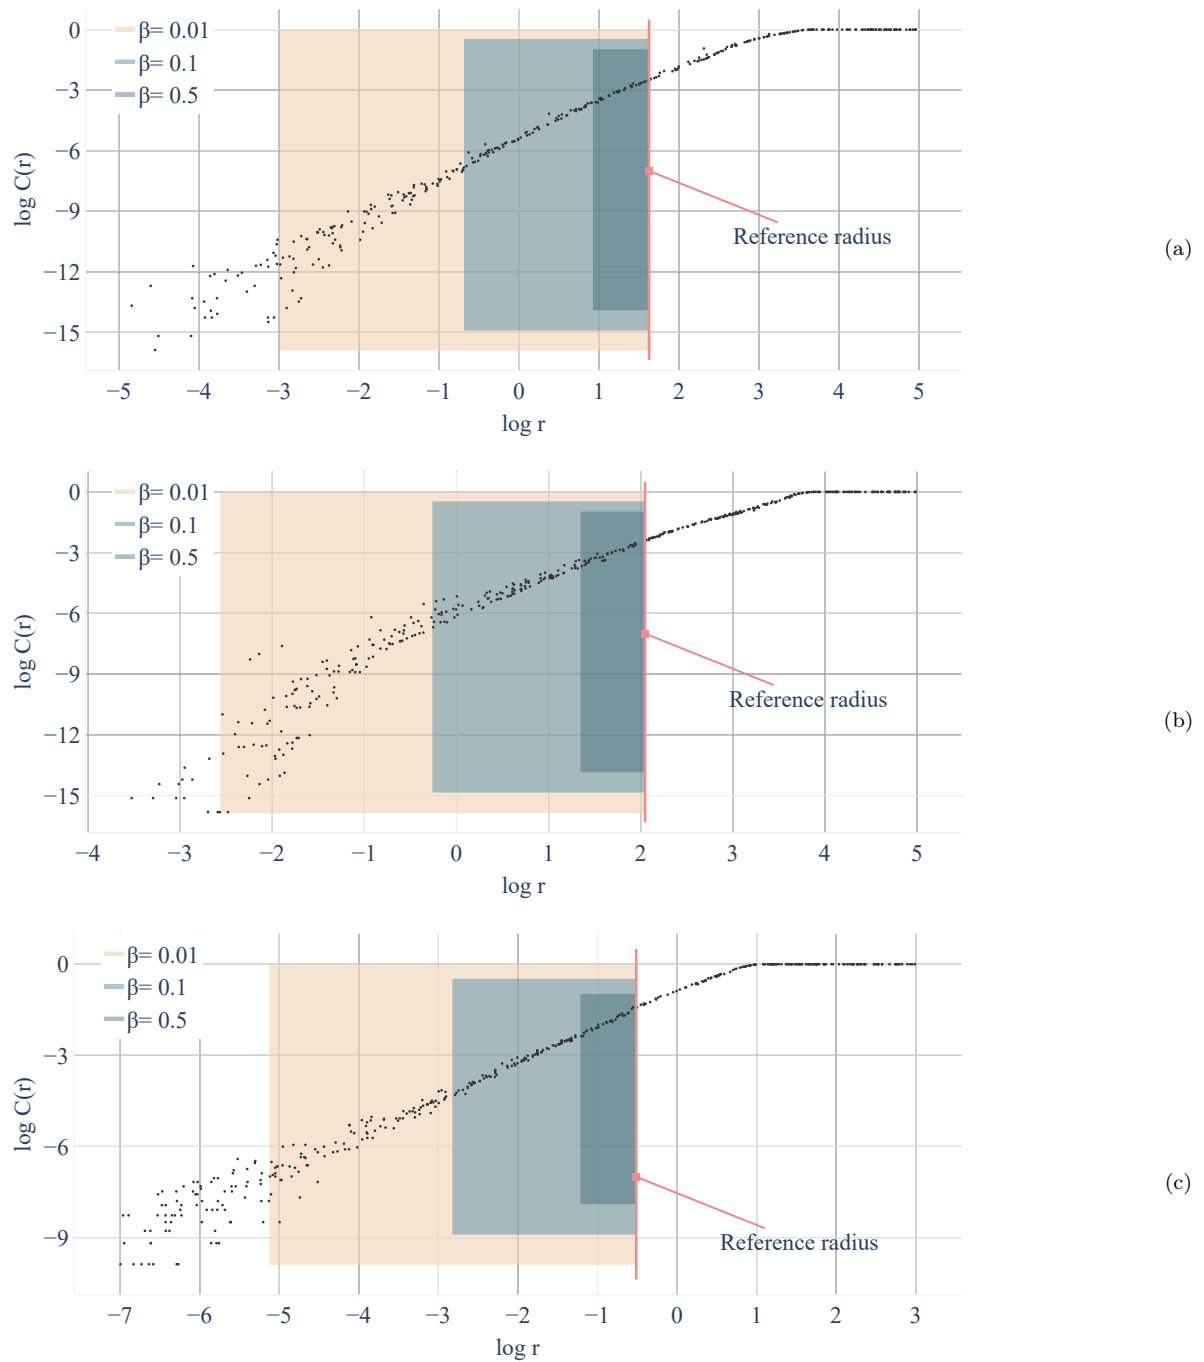 0
−3
−6
−9
−12
−15
log C(r)
β= 0.01
β= 0.1
β= 0.5
Reference radius
−5 −4 −3 −2 −1 0 1 2 3 4 5
log r
(a)
0
−3
−6
−9
−12
−15
log C(r)
β= 0.01
β= 0.1
β= 0.5
Reference radius
−4 −3 −2 −1 0 1 2 3 4 5
log r
(b)
0
−3
−6
−9
log C(r)
β= 0.01
β= 0.1
β= 0.5
Reference radius
−7 −6 −5 −4 −3 −2 −1 0 1 2 3
log r
(c)